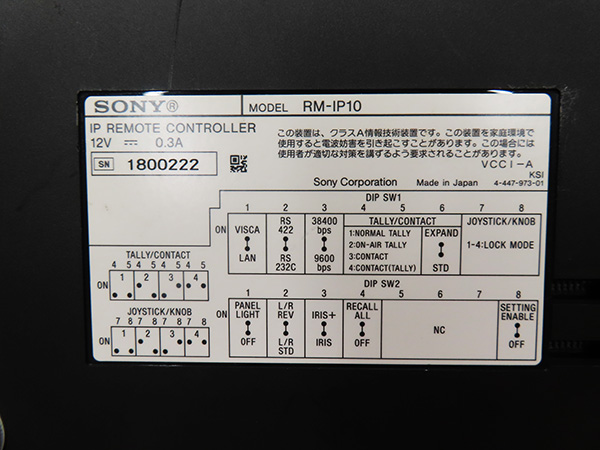 SONY®
MODEL RM-IP10
IP REMOTE CONTROLLER
12V ⎓ 0.3A
SN 1800222
この装置は、クラスA情報技術装置です。この装置を家庭環境で
使用すると電波妨害を引き起こすことがあります。この場合には
使用者が適切な対策を講ずるよう要求されることがあります。
VCCI-A
KSI
Sony Corporation Made in Japan 4-447-973-01
DIP SW1
1 2 3 4 5 6 7 8
ON
VISCA
LAN
RS
422
RS
232C
38400
bps
9600
bps
TALLY/CONTACT
1:NORMAL TALLY
2:ON-AIR TALLY
3:CONTACT
4:CONTACT(TALLY)
EXPAND
STD
JOYSTICK/KNOB
1-4:LOCK MODE
TALLY/CONTACT
4 5 4 5 4 5 4 5
ON 1 2 3 4
JOYSTICK/KNOB
7 8 7 8 7 8 7 8
ON 1 2 3 4
DIP SW2
1 2 3 4 5 6 7 8
ON
PANEL
LIGHT
OFF
L/R
REV
L/R
STD
IRIS+
IRIS
RECALL
ALL
OFF
NC
SETTING
ENABLE
OFF